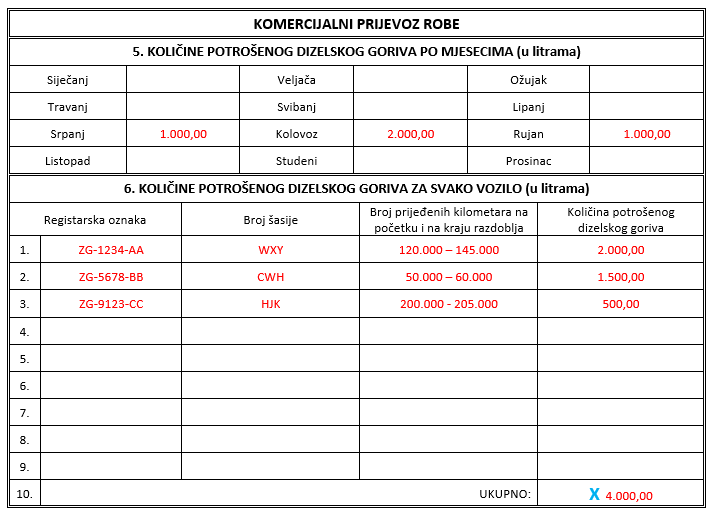 KOMERCIJALNI PRIJEVOZ ROBE
5. KOLIČINE POTROŠENOG DIZELSKOG GORIVA PO MJESECIMA (u litrama)
Siječanj Veljača Ožujak
Travanj Svibanj Lipanj
Srpanj 1.000,00 Kolovoz 2.000,00 Rujan 1.000,00
Listopad Studeni Prosinac
6. KOLIČINE POTROŠENOG DIZELSKOG GORIVA ZA SVAKO VOZILO (u litrama)
Registarska oznaka Broj šasije Broj prijeđenih kilometara na početku i na kraju razdoblja Količina potrošenog dizelskog goriva
1. ZG-1234-AA WXY 120.000 – 145.000 2.000,00
2. ZG-5678-BB CWH 50.000 – 60.000 1.500,00
3. ZG-9123-CC HJK 200.000 - 205.000 500,00
4.
5.
6.
7.
8.
9.
10. UKUPNO: X 4.000,00